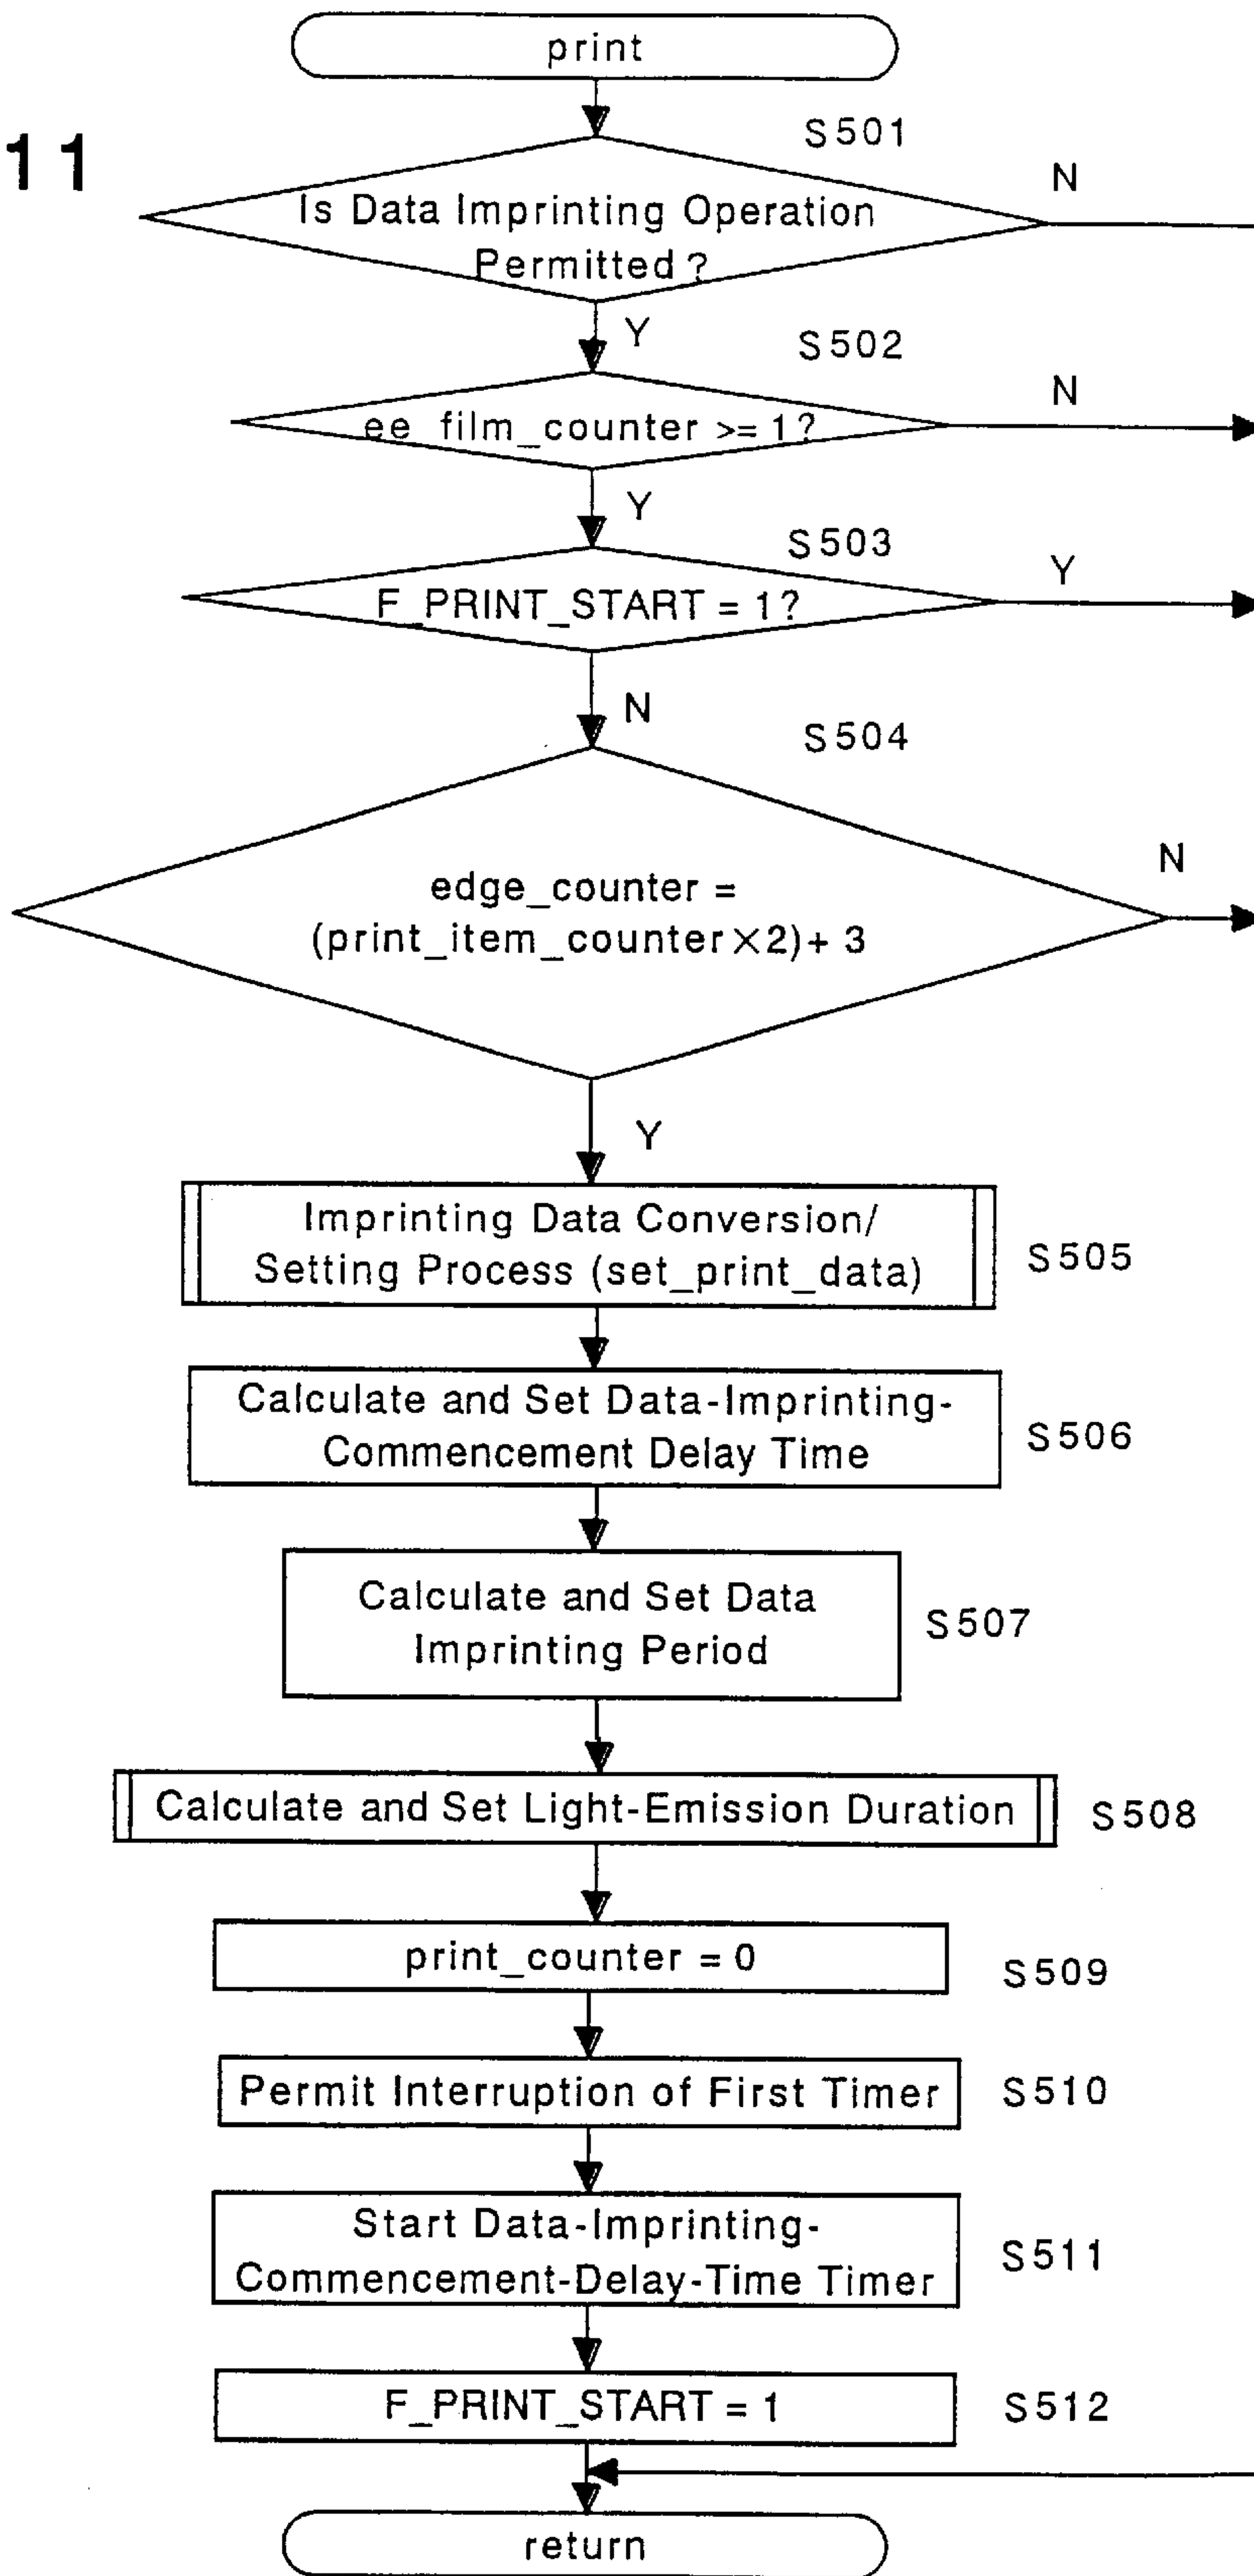 print
11
S501
N
Is Data Imprinting Operation
Permitted?
Y
S502
N
ee_film_counter >= 1?
Y
S503
Y
F_PRINT_START = 1?
N
S504
N
edge_counter =
(print_item_counter×2)+ 3
Y
Imprinting Data Conversion/
Setting Process (set_print_data)
S505
Calculate and Set Data-Imprinting-
Commencement Delay Time
S506
Calculate and Set Data
Imprinting Period
S507
Calculate and Set Light-Emission Duration
S508
print_counter = 0
S509
Permit Interruption of First Timer
S510
Start Data-Imprinting-
Commencement-Delay-Time Timer
S511
F_PRINT_START = 1
S512
return